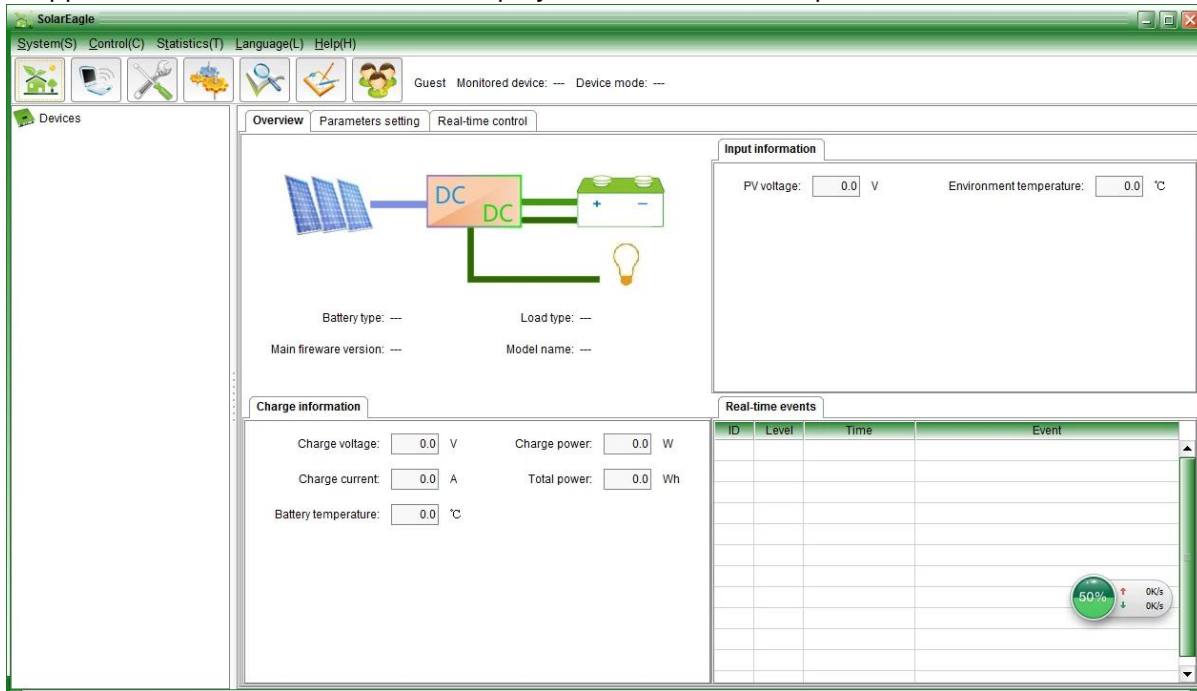 SolarEagle
System(S) Control(C) Statistics(T) Language(L) Help(H)
Guest Monitored device: --- Device mode: ---
Devices
Overview Parameters setting Real-time control
DC
DC
+ −
Battery type: --- Load type: ---
Main fireware version: --- Model name: ---
Input information
PV voltage: 0.0 V Environment temperature: 0.0 ℃
Charge information
Charge voltage: 0.0 V Charge power: 0.0 W
Charge current: 0.0 A Total power: 0.0 Wh
Battery temperature: 0.0 ℃
Real-time events
ID Level Time Event
50% ↑ 0K/s
↓ 0K/s